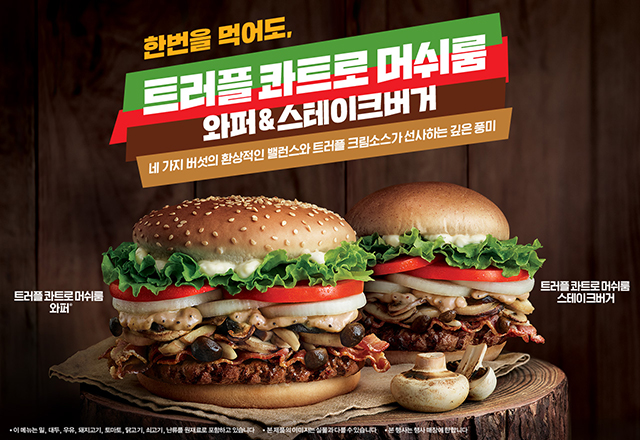 한번을 먹어도,
트러플 콰트로 머쉬룸
와퍼&스테이크버거
네 가지 버섯의 환상적인 밸런스와 트러플 크림소스가 선사하는 깊은 풍미
트러플 콰트로 머쉬룸
와퍼®
트러플 콰트로 머쉬룸
스테이크버거
• 이 메뉴는 밀, 대두, 우유, 돼지고기, 토마토, 닭고기, 쇠고기, 난류를 원재료로 포함하고 있습니다 • 본 제품의 이미지는 실물과 다를 수 있습니다 • 본 행사는 행사 매장에 한합니다